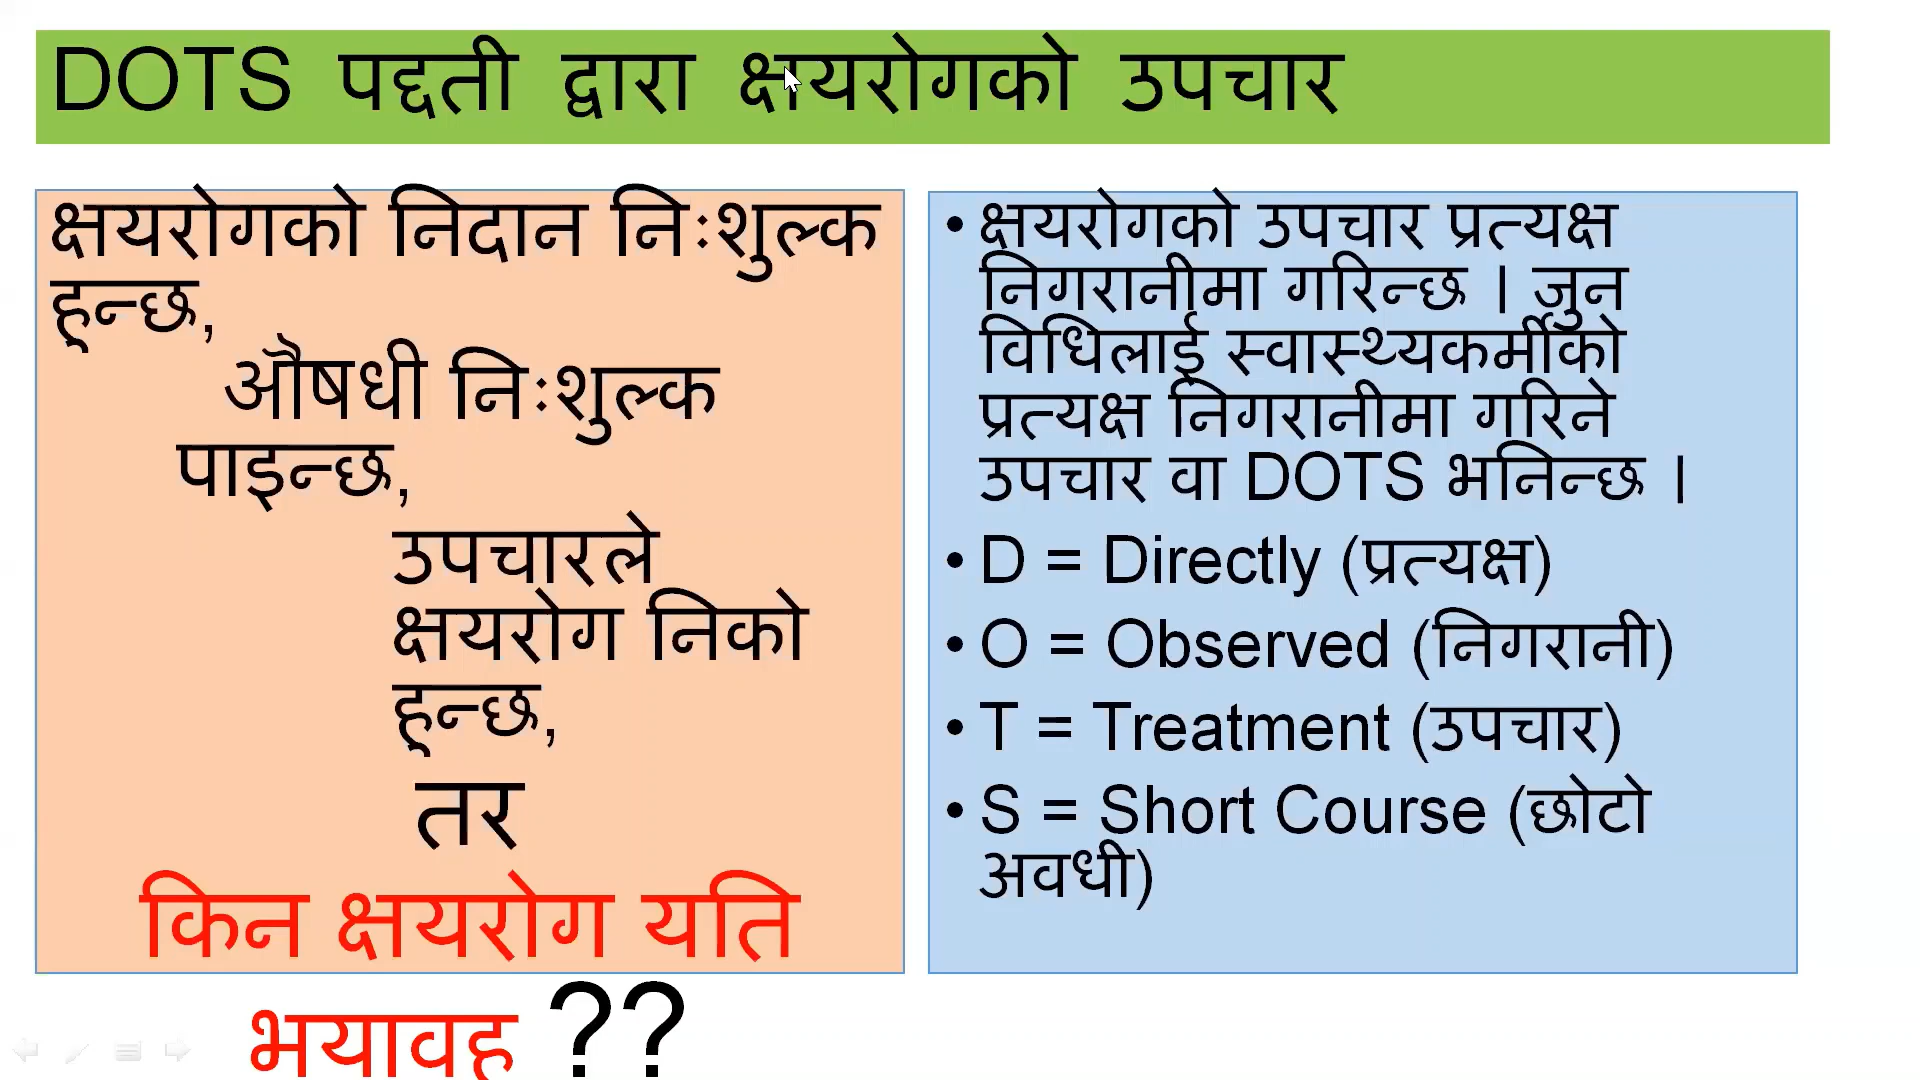 DOTS पद्दती द्वारा क्षयरोगको उपचार
क्षयरोगको निदान निःशुल्क
हुन्छ,
औषधी निःशुल्क
पाइन्छ,
उपचारले
क्षयरोग निको
हुन्छ,
तर
किन क्षयरोग यति
भयावह ??
• क्षयरोगको उपचार प्रत्यक्ष
निगरानीमा गरिन्छ । जुन
विधिलाई स्वास्थ्यकर्मीको
प्रत्यक्ष निगरानीमा गरिने
उपचार वा DOTS भनिन्छ ।
• D = Directly (प्रत्यक्ष)
• O = Observed (निगरानी)
• T = Treatment (उपचार)
• S = Short Course (छोटो
अवधी)